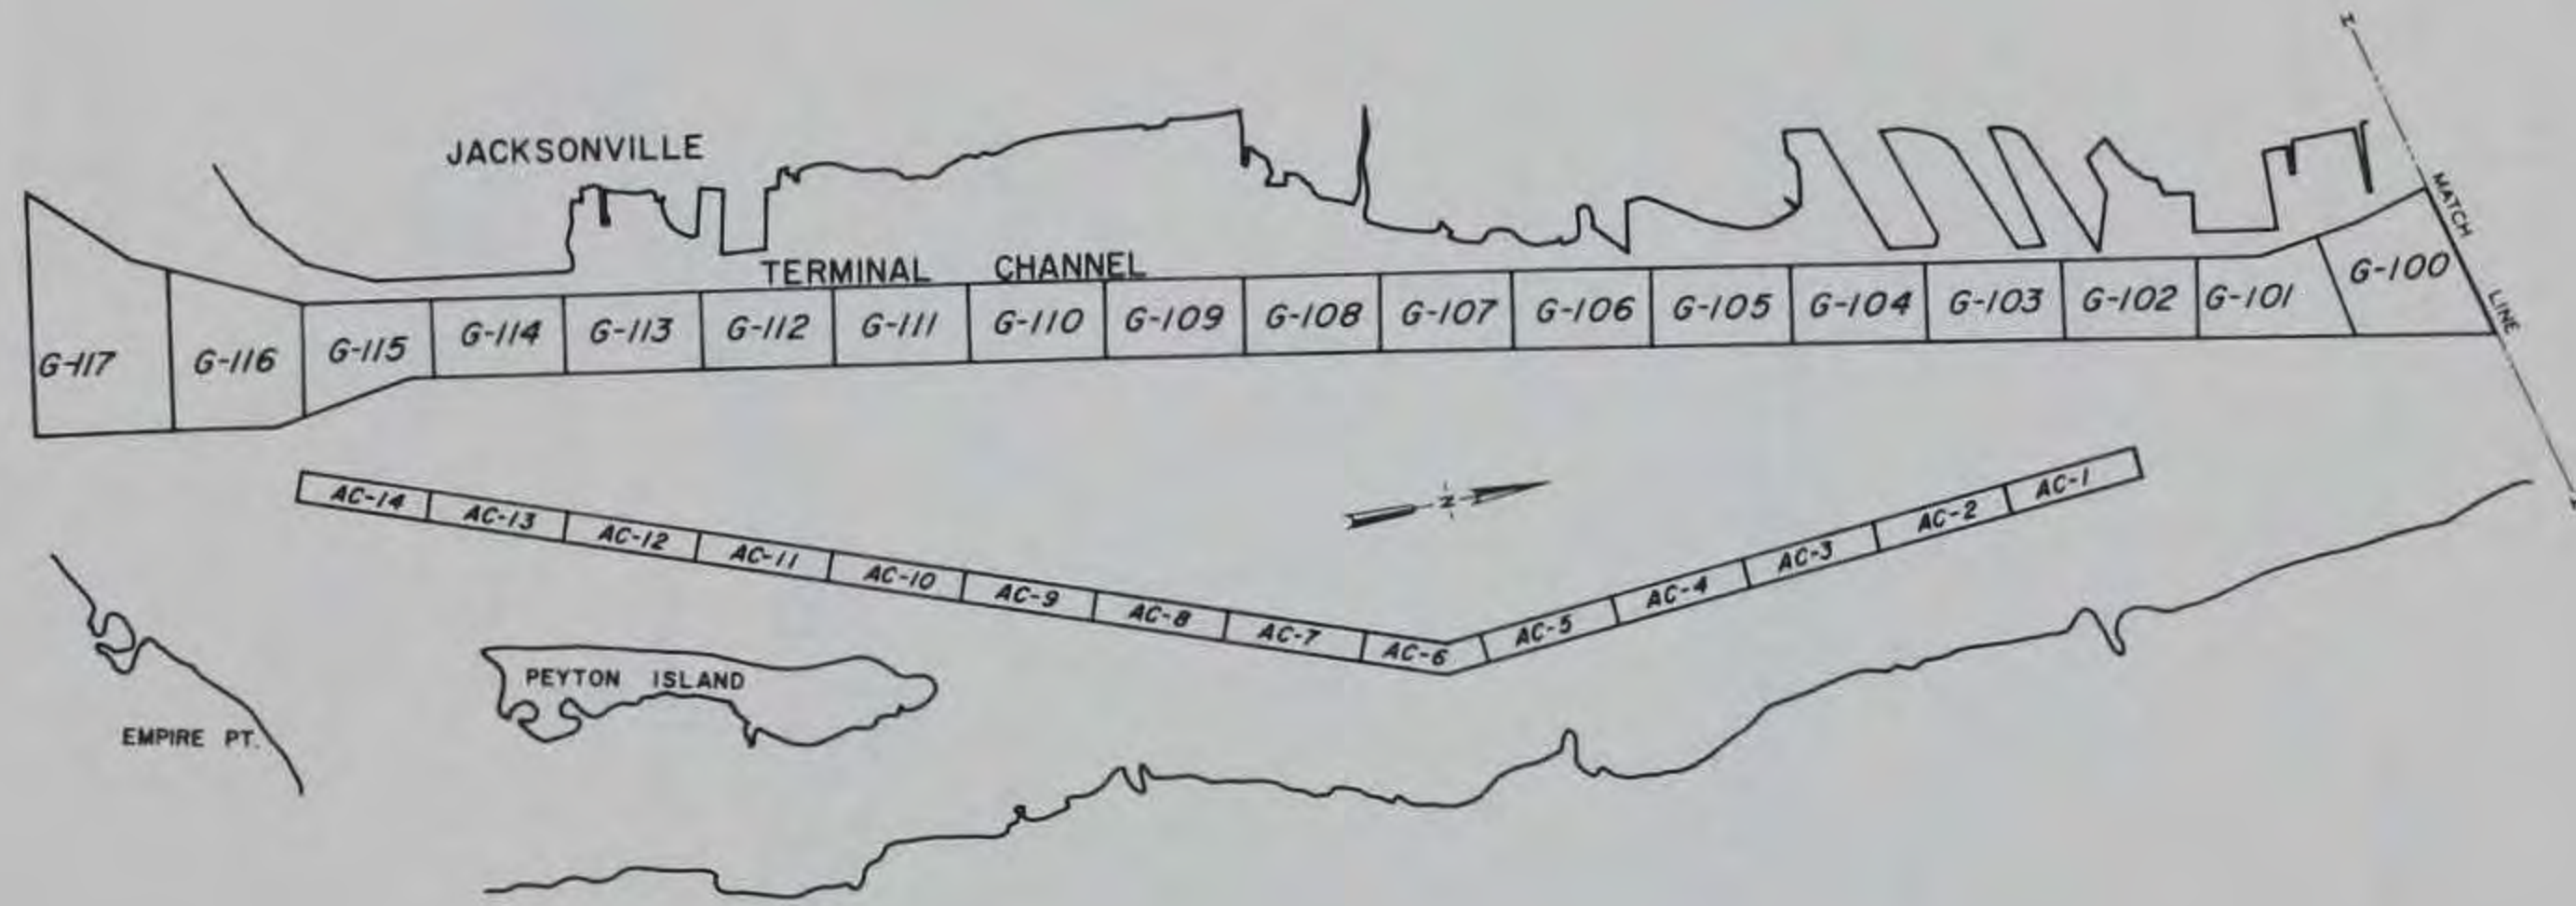 JACKSONVILLE
MATCH LINE
TERMINAL CHANNEL
G-117
G-116
G-115
G-114
G-113
G-112
G-111
G-110
G-109
G-108
G-107
G-106
G-105
G-104
G-103
G-102
G-101
G-100
AC-14
AC-13
AC-12
AC-11
AC-10
AC-9
AC-8
AC-7
AC-6
AC-5
AC-4
AC-3
AC-2
AC-1
N
PEYTON ISLAND
EMPIRE PT.